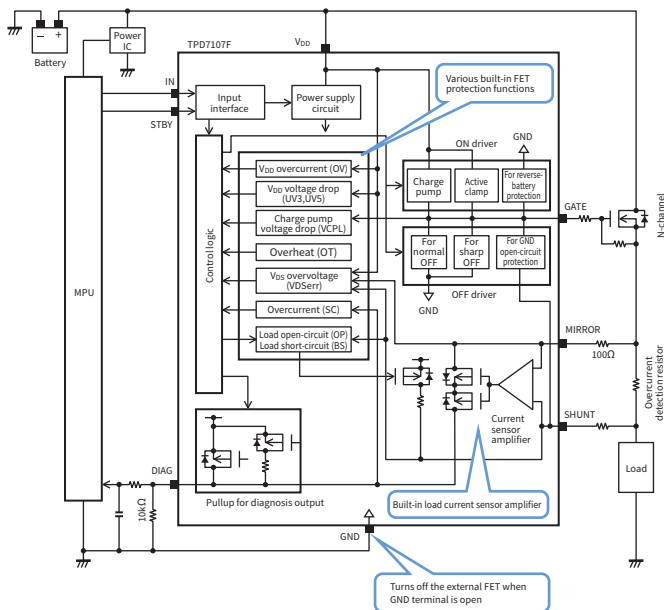 Battery
Power
IC
TPD7107F
VDD
IN
STBY
Input
interface
Power supply
circuit
Various built-in FET
protection functions
GND
ON driver
Charge
pump
Active
clamp
For reverse-
battery
protection
GATE
N-channel
MPU
Control logic
VDD overcurrent (OV)
VDD voltage drop
(UV3,UV5)
Charge pump
voltage drop (VCPL)
Overheat (OT)
VDS overvoltage
(VDSerr)
Overcurrent (SC)
Load open-circuit (OP)
Load short-circuit (BS)
For
normal
OFF
For
sharp
OFF
For GND
open-circuit
protection
GND
OFF driver
MIRROR
100Ω
Overcurrent
detection resistor
Current
sensor
amplifier
SHUNT
Load
DIAG
10kΩ
Pullup for diagnosis output
Built-in load current sensor amplifier
GND
Turns off the external FET when
GND terminal is open